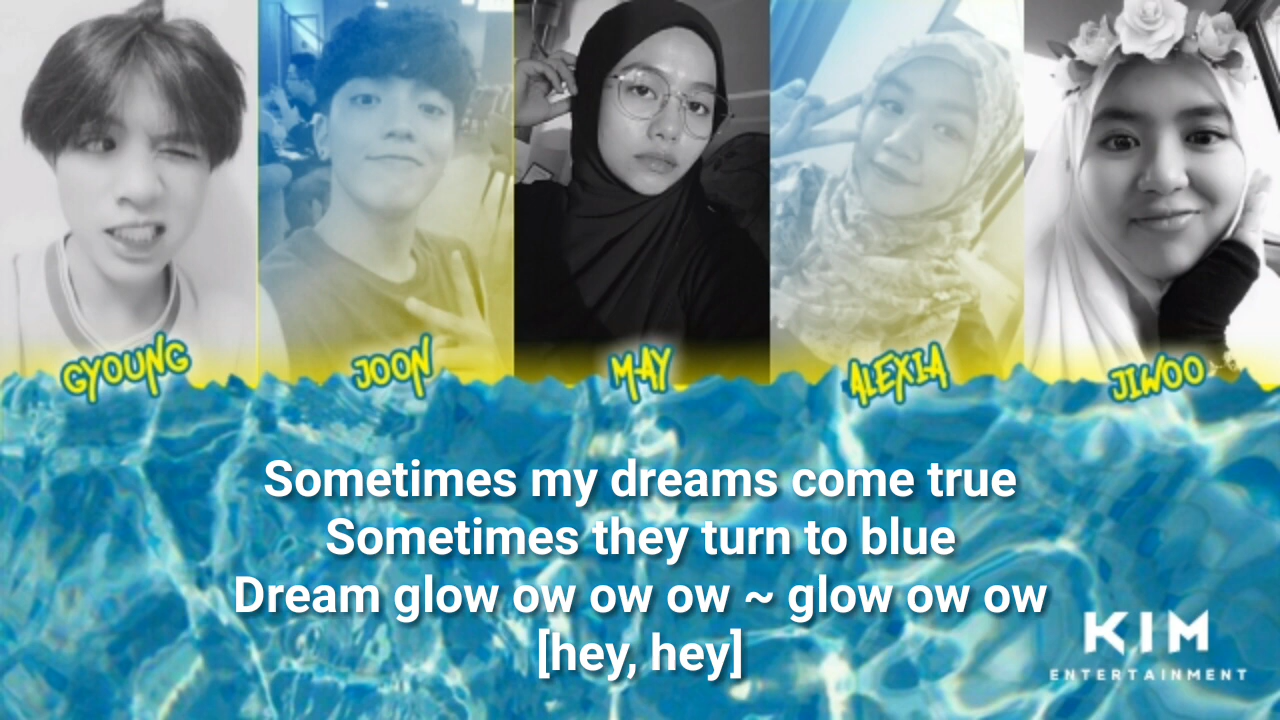 GYOUNG
JOON
MAY
ALEXIA
JIWOO
Sometimes my dreams come true
Sometimes they turn to blue
Dream glow ow ow ow ~ glow ow ow
[hey, hey]
KIM
ENTERTAINMENT